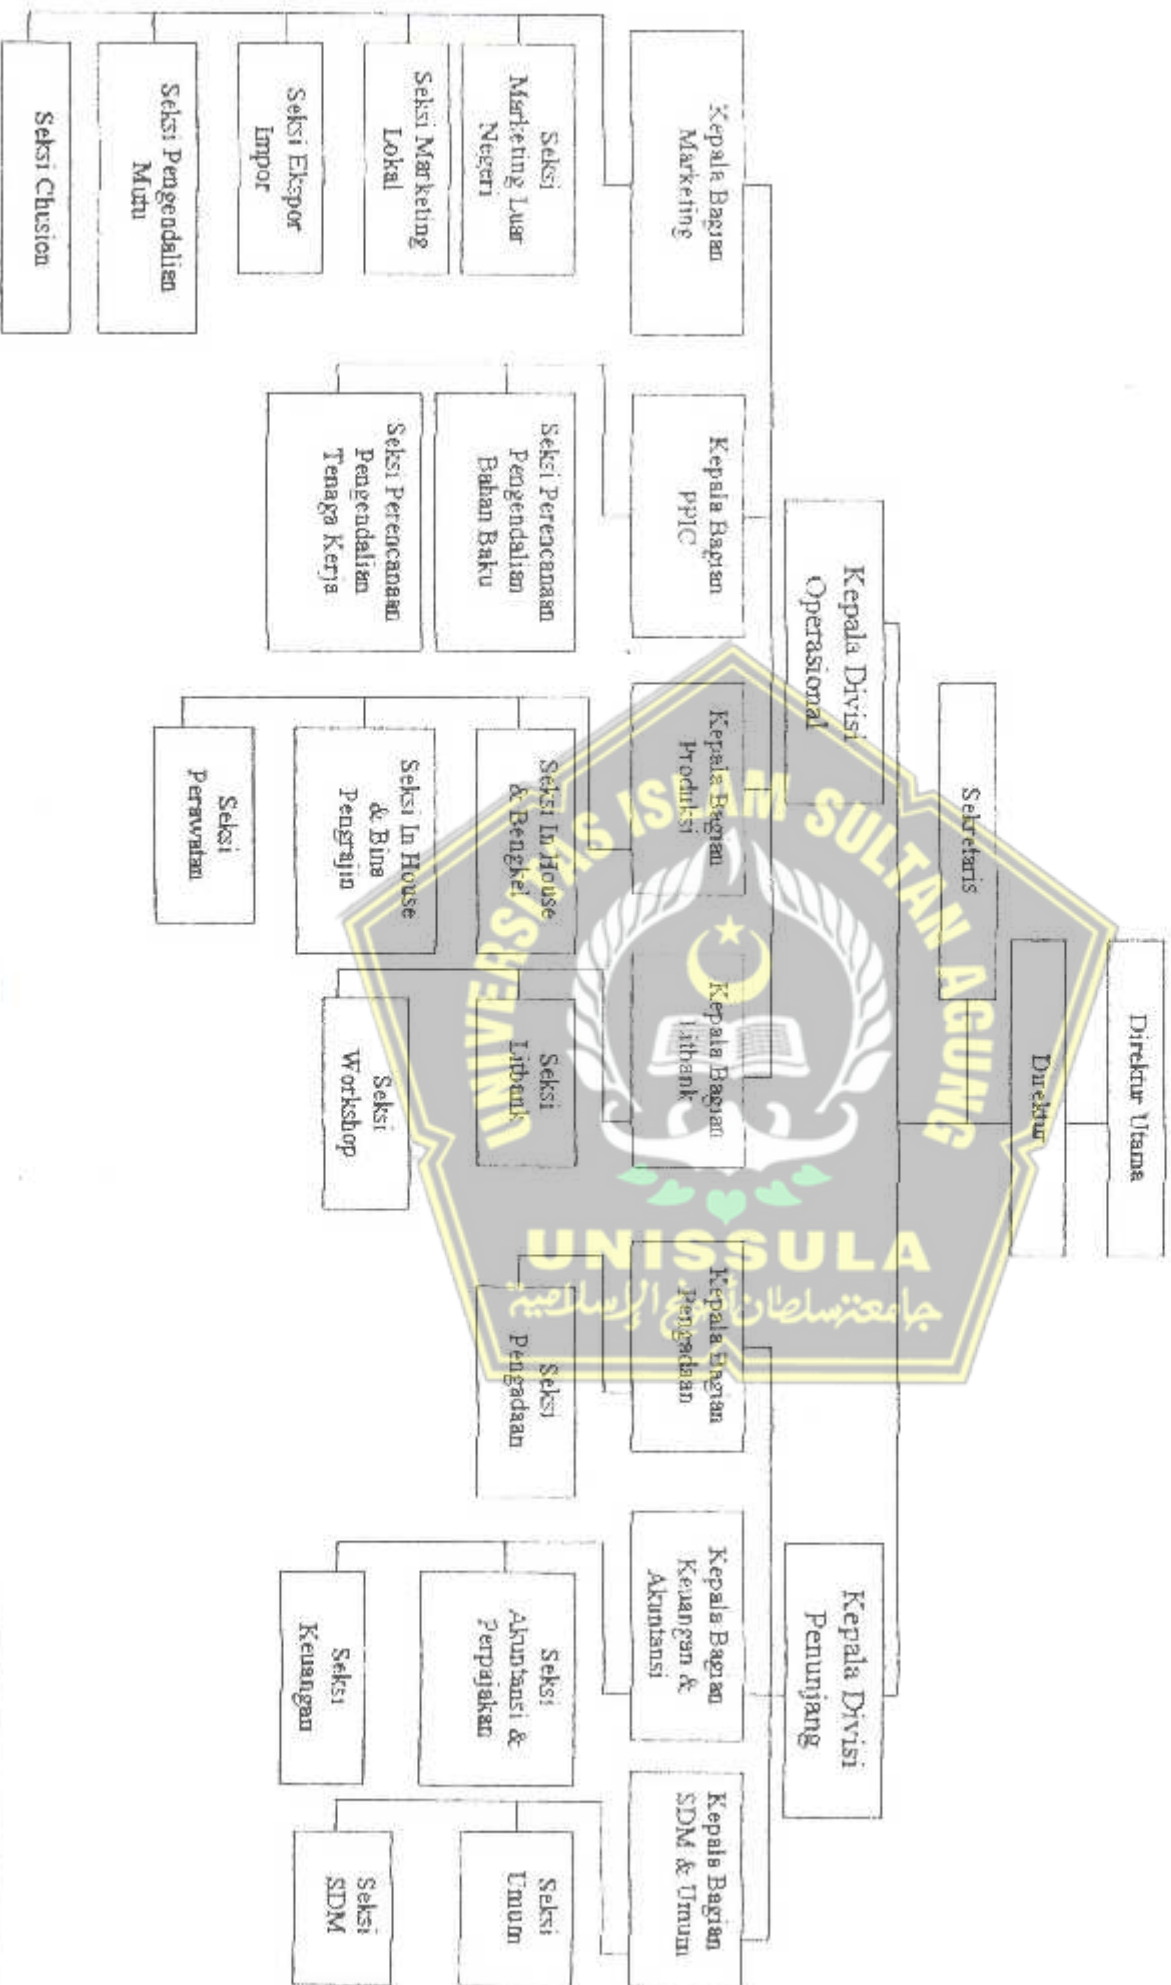 Direktur Utama
Direktur
Sekretaris
Kepala Divisi
Operasional
Kepala Divisi
Penunjang
Kepala Bagian
Marketing
Kepala Bagian
PPIC
Kepala Bagian
Produksi
Kepala Bagian
Litbank
Kepala Bagian
Pengadaan
Kepala Bagian
Keuangan &
Akuntansi
Kepala Bagian
SDM & Umum
Seksi
Marketing Luar
Negeri
Seksi Marketing
Lokal
Seksi Ekspor
Impor
Seksi Pengendalian
Mutu
Seksi Chusion
Seksi Perencanaan
Pengendalian
Bahan Baku
Seksi Perencanaan
Pengendalian
Tenaga Kerja
Seksi In House
& Bengkel
Seksi In House
& Bina
Pengrajin
Seksi
Perawatan
Seksi
Litbank
Seksi
Workshop
Seksi
Pengadaan
Seksi
Akuntansi &
Perpajakan
Seksi
Keuangan
Seksi
Umum
Seksi
SDM
UNIVERSITAS ISLAM SULTAN AGUNG
UNISSULA
جامعة سلطان أجونج الإسلامية